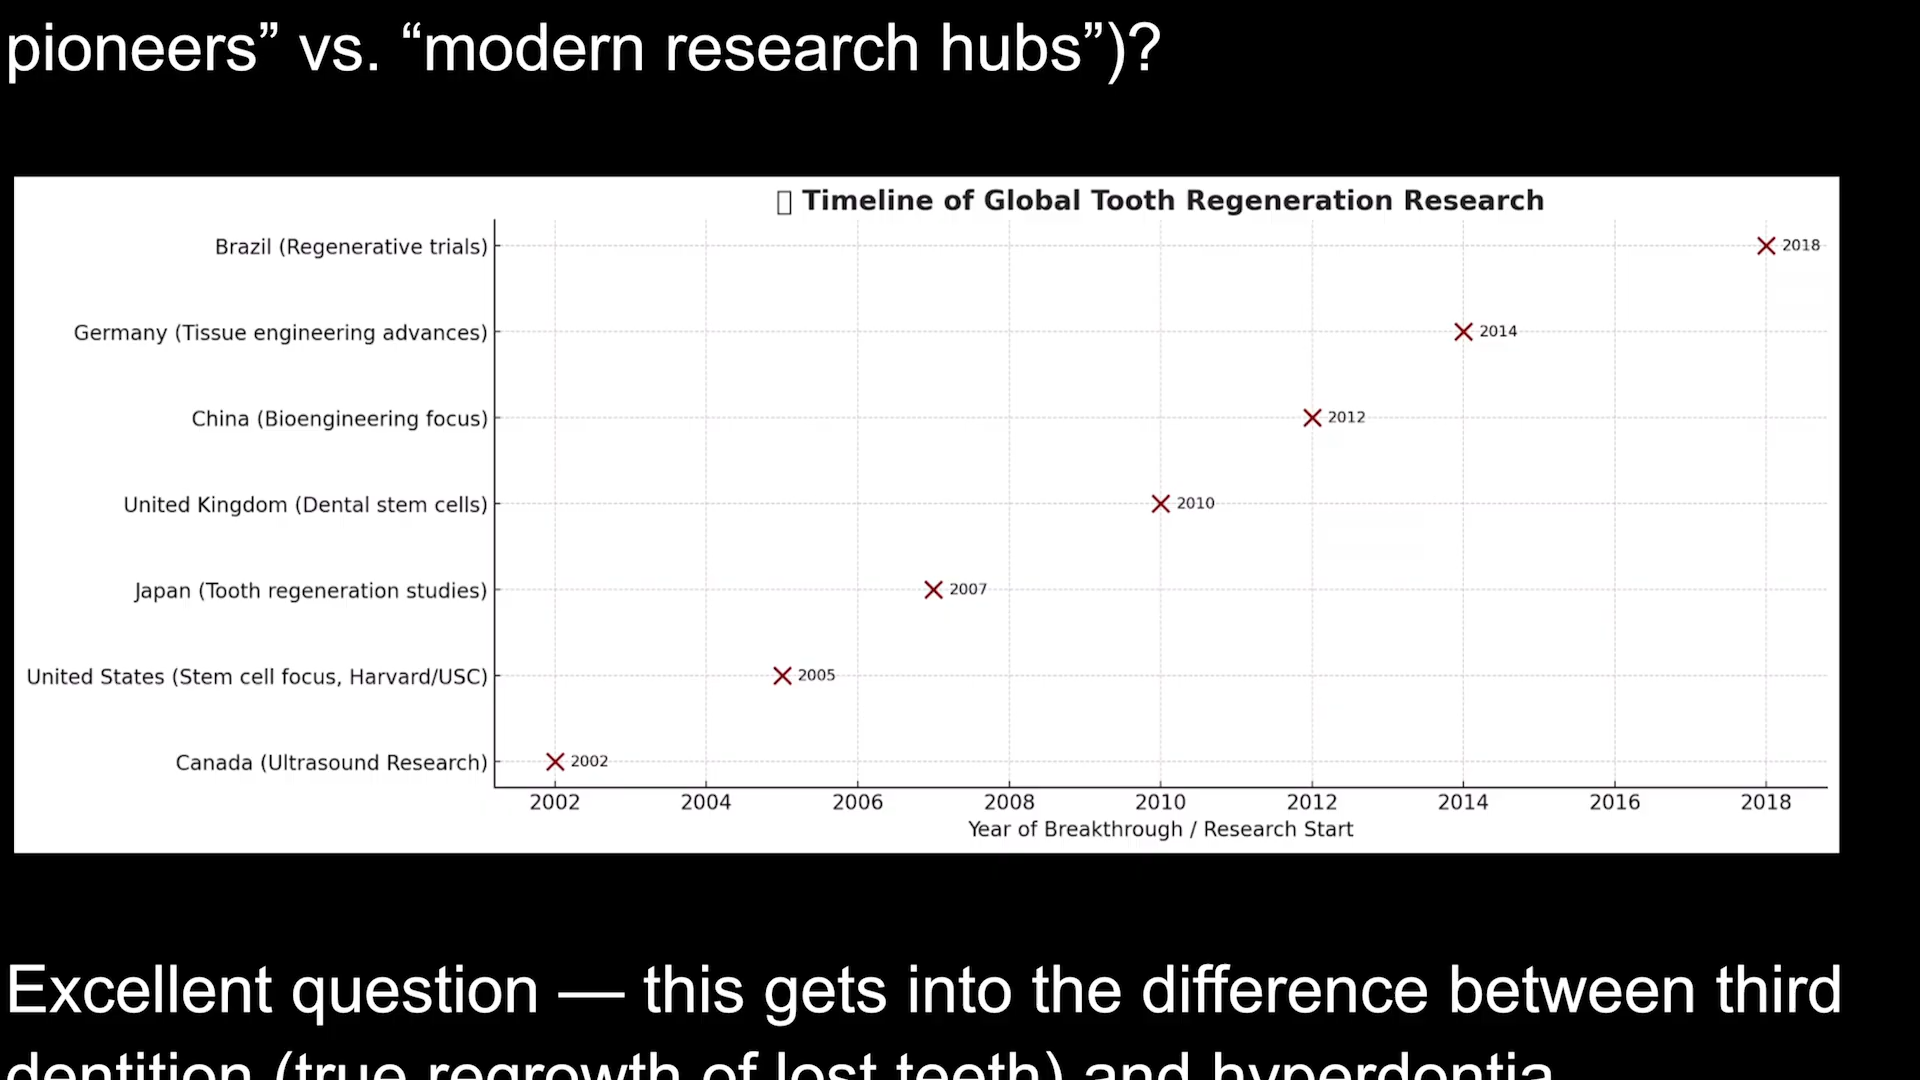 pioneers” vs. “modern research hubs”)?
Timeline of Global Tooth Regeneration Research
Brazil (Regenerative trials)
2018
Germany (Tissue engineering advances)
2014
China (Bioengineering focus)
2012
United Kingdom (Dental stem cells)
2010
Japan (Tooth regeneration studies)
2007
United States (Stem cell focus, Harvard/USC)
2005
Canada (Ultrasound Research)
2002
2002 2004 2006 2008 2010 2012 2014 2016 2018
Year of Breakthrough / Research Start
Excellent question — this gets into the difference between third
dentition (true regrowth of lost teeth) and hyperdontia